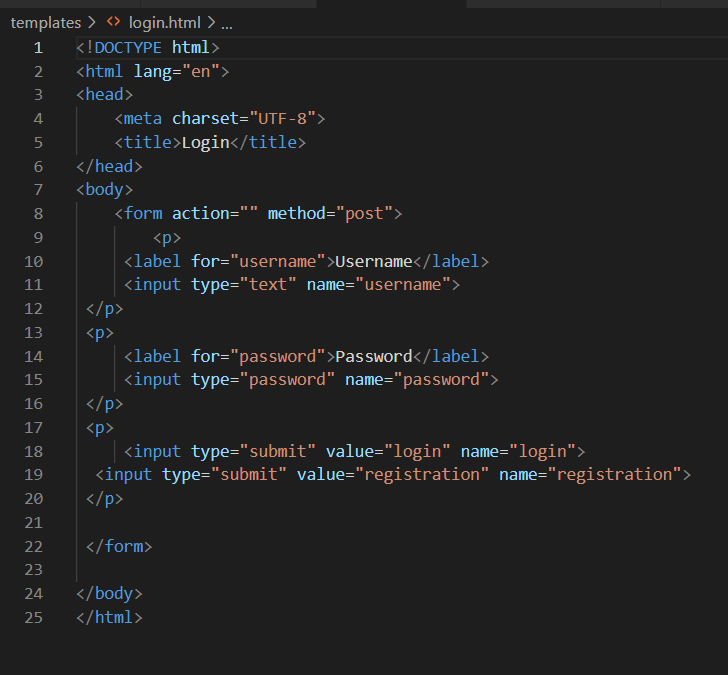 templates > <> login.html > ...
1 <!DOCTYPE html>
2 <html lang="en">
3 <head>
4     <meta charset="UTF-8">
5     <title>Login</title>
6 </head>
7 <body>
8     <form action="" method="post">
9         <p>
10      <label for="username">Username</label>
11      <input type="text" name="username">
12  </p>
13  <p>
14      <label for="password">Password</label>
15      <input type="password" name="password">
16  </p>
17  <p>
18      <input type="submit" value="login" name="login">
19   <input type="submit" value="registration" name="registration">
20  </p>
21
22  </form>
23
24 </body>
25 </html>